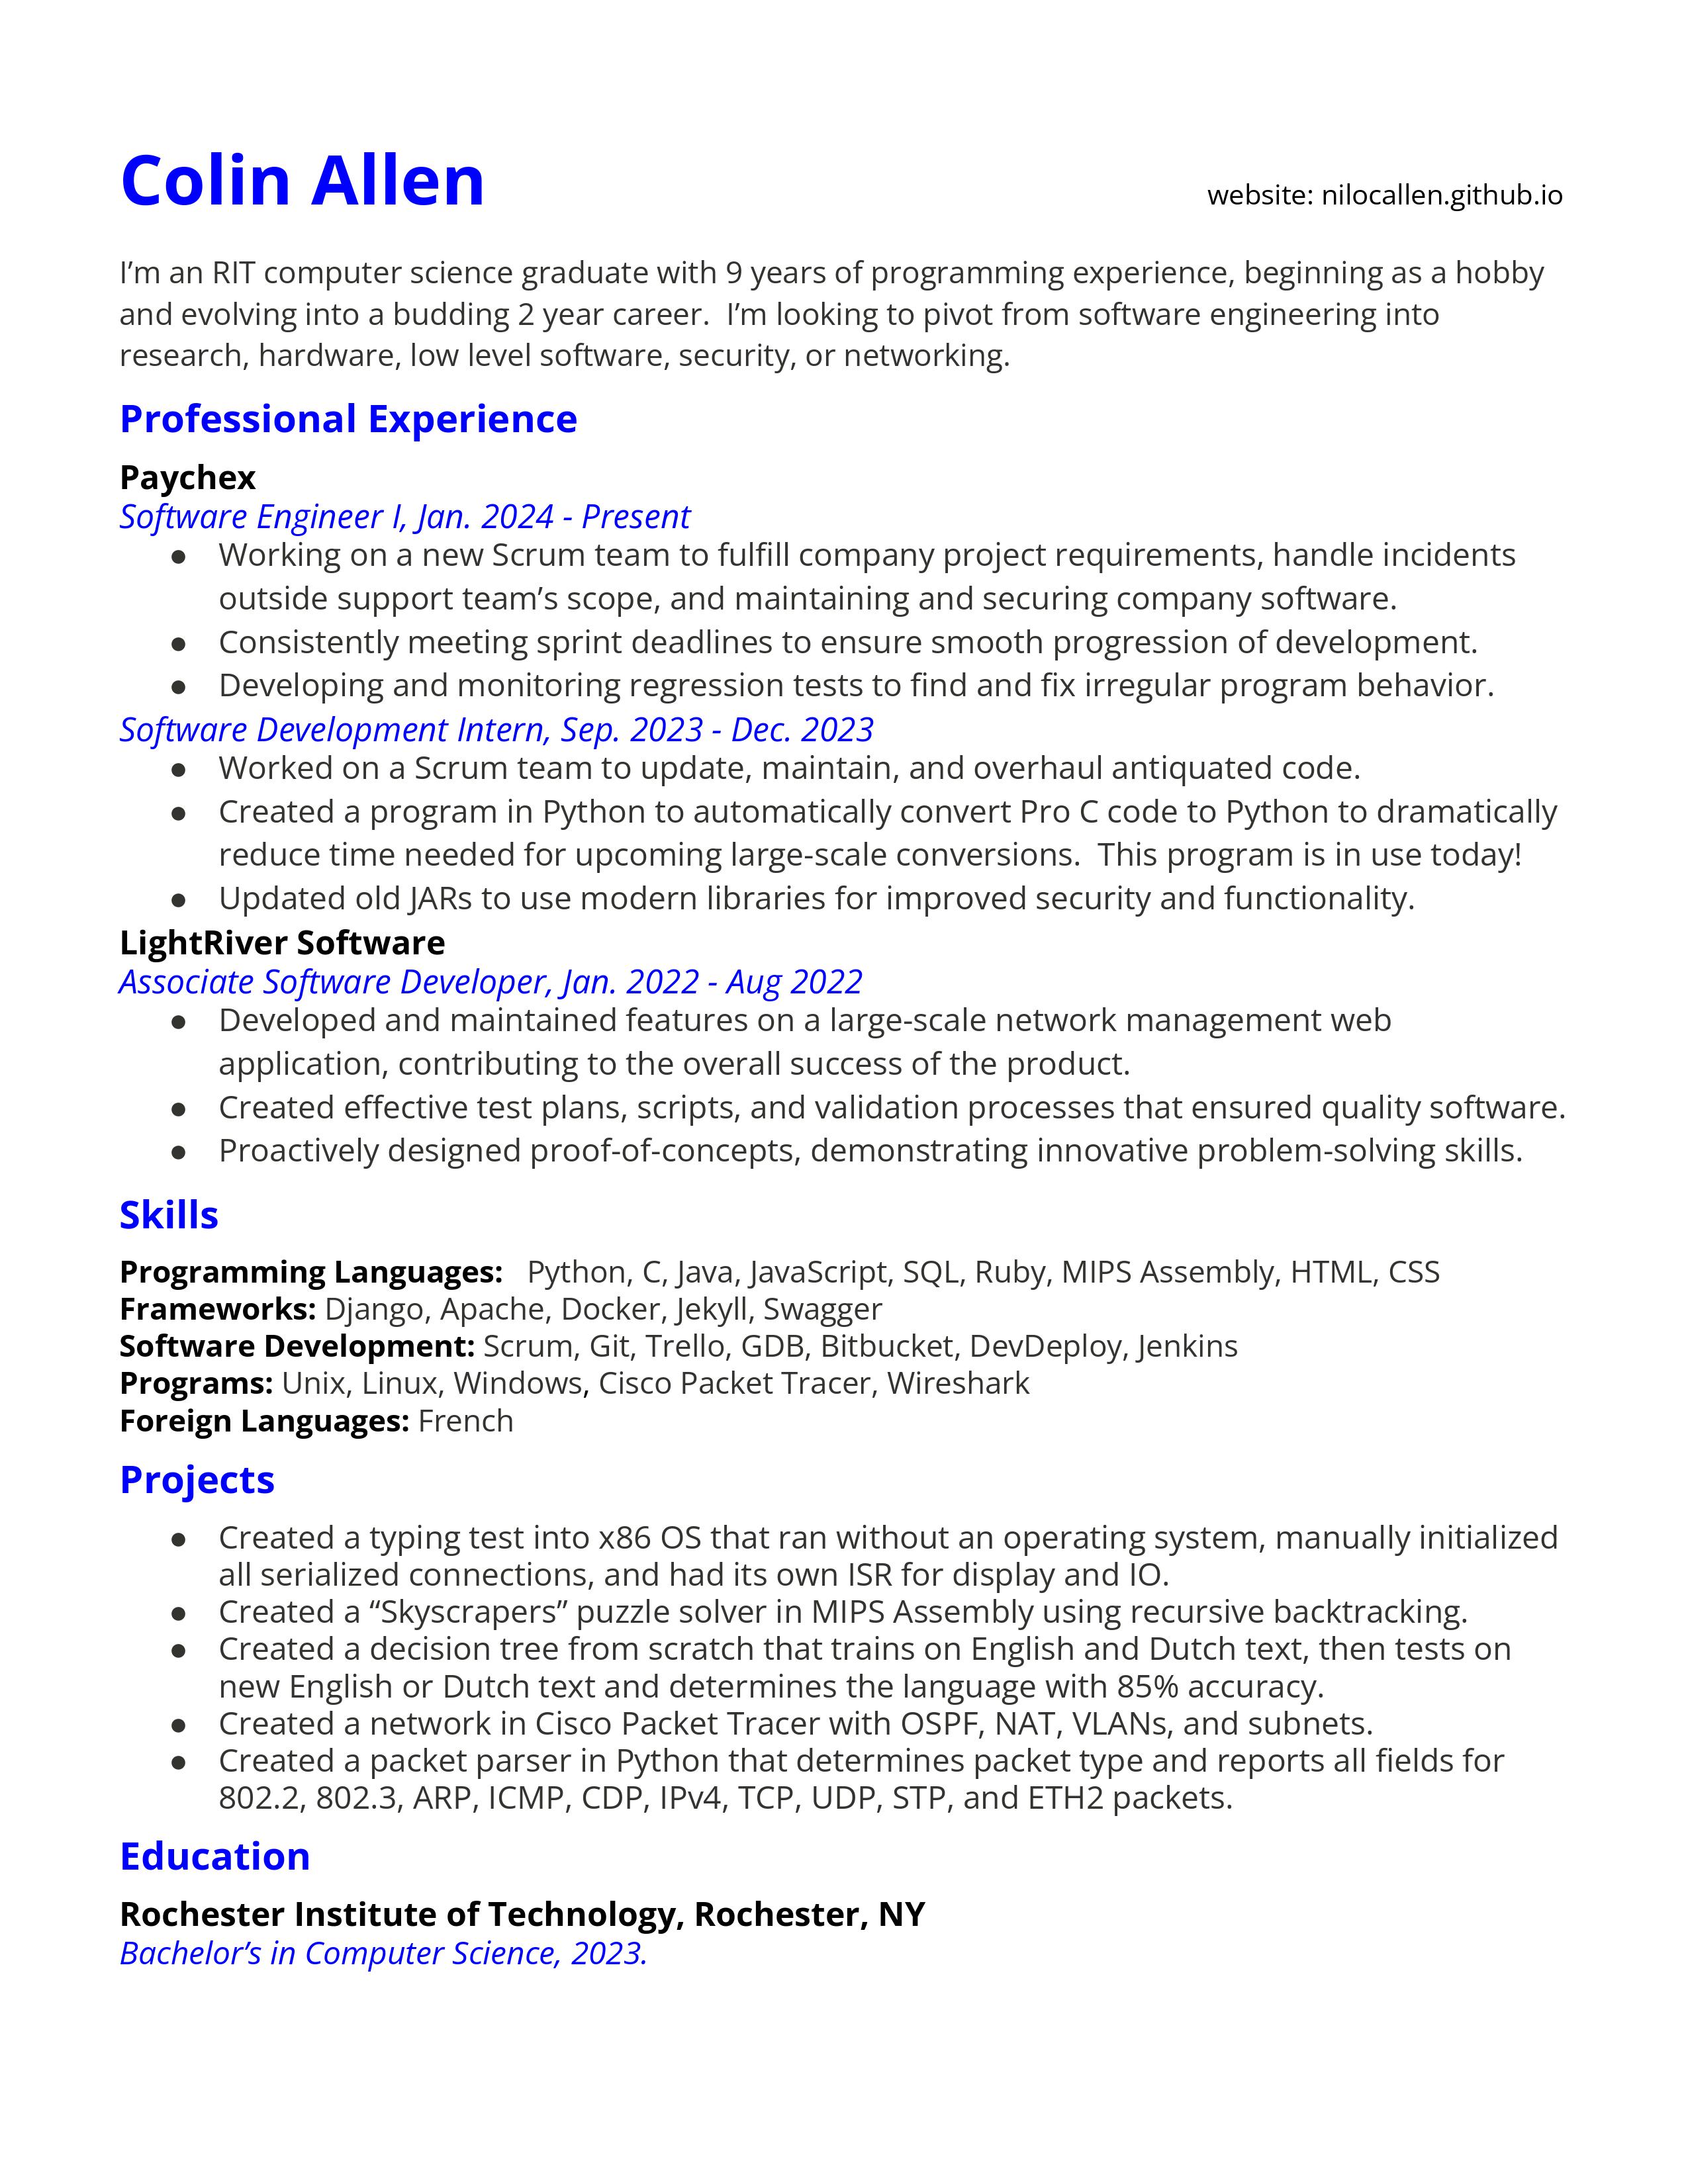 Colin Allen
website: nilocallen.github.io
I’m an RIT computer science graduate with 9 years of programming experience, beginning as a hobby
and evolving into a budding 2 year career.  I’m looking to pivot from software engineering into
research, hardware, low level software, security, or networking.
Professional Experience
Paychex
Software Engineer I, Jan. 2024 - Present
● Working on a new Scrum team to fulfill company project requirements, handle incidents
outside support team’s scope, and maintaining and securing company software.
● Consistently meeting sprint deadlines to ensure smooth progression of development.
● Developing and monitoring regression tests to find and fix irregular program behavior.
Software Development Intern, Sep. 2023 - Dec. 2023
● Worked on a Scrum team to update, maintain, and overhaul antiquated code.
● Created a program in Python to automatically convert Pro C code to Python to dramatically
reduce time needed for upcoming large-scale conversions.  This program is in use today!
● Updated old JARs to use modern libraries for improved security and functionality.
LightRiver Software
Associate Software Developer, Jan. 2022 - Aug 2022
● Developed and maintained features on a large-scale network management web
application, contributing to the overall success of the product.
● Created effective test plans, scripts, and validation processes that ensured quality software.
● Proactively designed proof-of-concepts, demonstrating innovative problem-solving skills.
Skills
Programming Languages:   Python, C, Java, JavaScript, SQL, Ruby, MIPS Assembly, HTML, CSS
Frameworks: Django, Apache, Docker, Jekyll, Swagger
Software Development: Scrum, Git, Trello, GDB, Bitbucket, DevDeploy, Jenkins
Programs: Unix, Linux, Windows, Cisco Packet Tracer, Wireshark
Foreign Languages: French
Projects
● Created a typing test into x86 OS that ran without an operating system, manually initialized
all serialized connections, and had its own ISR for display and IO.
● Created a “Skyscrapers” puzzle solver in MIPS Assembly using recursive backtracking.
● Created a decision tree from scratch that trains on English and Dutch text, then tests on
new English or Dutch text and determines the language with 85% accuracy.
● Created a network in Cisco Packet Tracer with OSPF, NAT, VLANs, and subnets.
● Created a packet parser in Python that determines packet type and reports all fields for
802.2, 802.3, ARP, ICMP, CDP, IPv4, TCP, UDP, STP, and ETH2 packets.
Education
Rochester Institute of Technology, Rochester, NY
Bachelor’s in Computer Science, 2023.